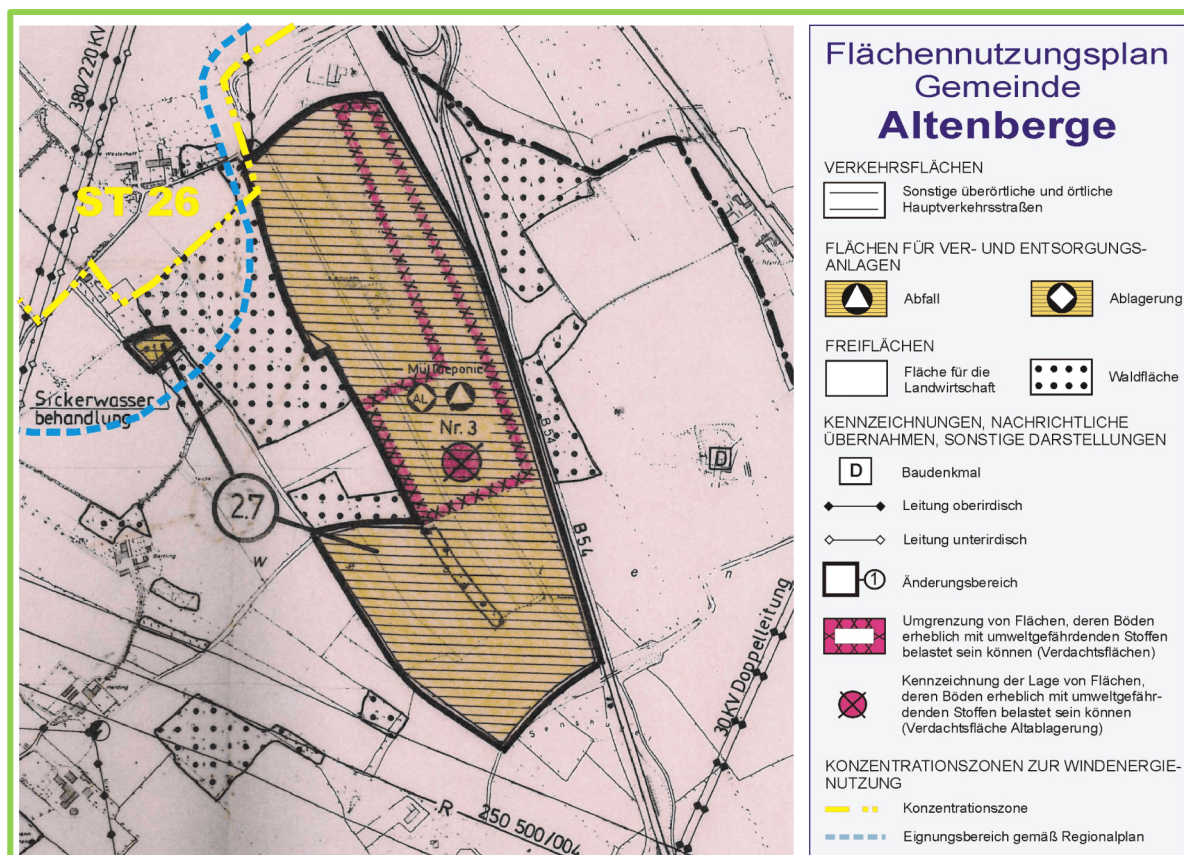 380/220 KV
ST 26
Sickerwasser
behandlung
Mülldeponie
AL
Nr. 3
D
27
B 54
B 54
W
e
n
30 KV Doppelleitung
R 250 500/004
Flächennutzungsplan
Gemeinde
Altenberge
VERKEHRSFLÄCHEN
Sonstige überörtliche und örtliche
Hauptverkehrsstraßen
FLÄCHEN FÜR VER- UND ENTSORGUNGS-
ANLAGEN
Abfall
Ablagerung
FREIFLÄCHEN
Fläche für die
Landwirtschaft
Waldfläche
KENNZEICHNUNGEN, NACHRICHTLICHE
ÜBERNAHMEN, SONSTIGE DARSTELLUNGEN
D
Baudenkmal
Leitung oberirdisch
Leitung unterirdisch
1
Änderungsbereich
Umgrenzung von Flächen, deren Böden
erheblich mit umweltgefährdenden Stoffen
belastet sein können (Verdachtsflächen)
Kennzeichnung der Lage von Flächen,
deren Böden erheblich mit umweltgefähr-
denden Stoffen belastet sein können
(Verdachtsfläche Altablagerung)
KONZENTRATIONSZONEN ZUR WINDENERGIE-
NUTZUNG
Konzentrationszone
Eignungsbereich gemäß Regionalplan